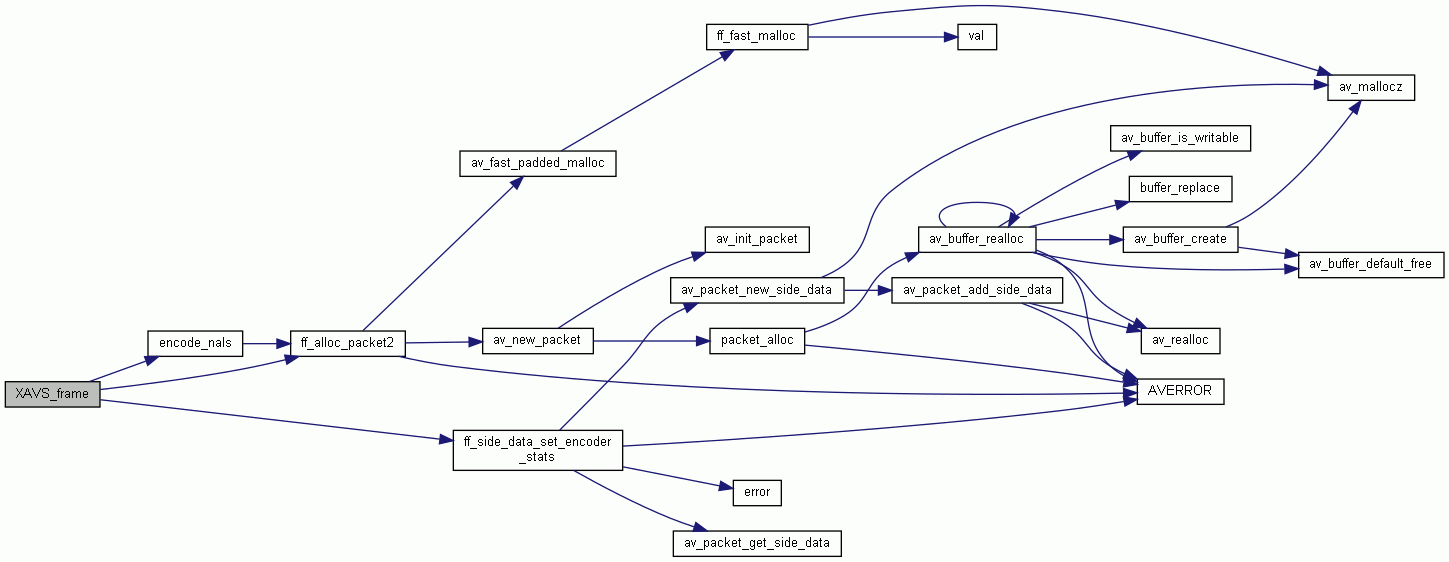 ff_fast_malloc
val
av_mallocz
av_buffer_is_writable
av_fast_padded_malloc
buffer_replace
av_init_packet
av_buffer_realloc
av_buffer_create
av_buffer_default_free
av_packet_new_side_data
av_packet_add_side_data
encode_nals
ff_alloc_packet2
av_new_packet
packet_alloc
av_realloc
XAVS_frame
AVERROR
ff_side_data_set_encoder
_stats
error
av_packet_get_side_data